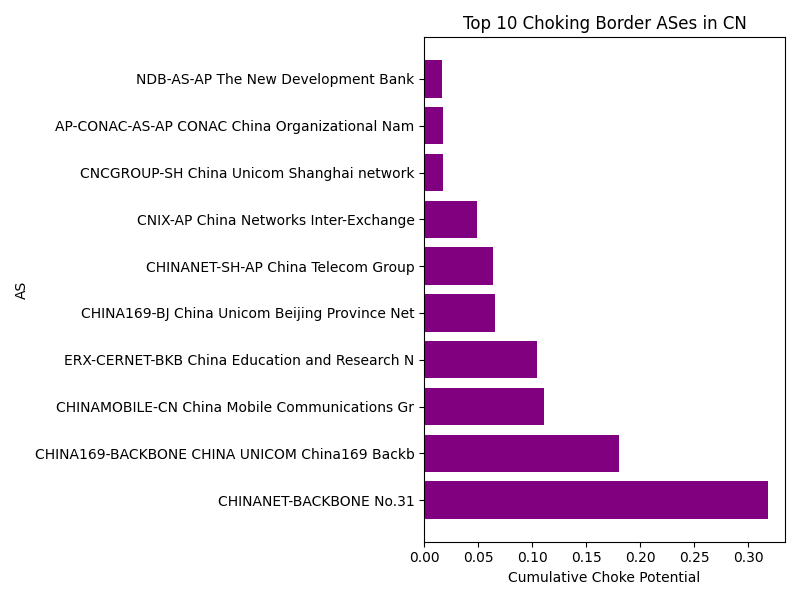 Top 10 Choking Border ASes in CN
NDB-AS-AP The New Development Bank
AP-CONAC-AS-AP CONAC China Organizational Nam
CNCGROUP-SH China Unicom Shanghai network
CNIX-AP China Networks Inter-Exchange
CHINANET-SH-AP China Telecom Group
CHINA169-BJ China Unicom Beijing Province Net
ERX-CERNET-BKB China Education and Research N
CHINAMOBILE-CN China Mobile Communications Gr
CHINA169-BACKBONE CHINA UNICOM China169 Backb
CHINANET-BACKBONE No.31
AS
0.00 0.05 0.10 0.15 0.20 0.25 0.30
Cumulative Choke Potential